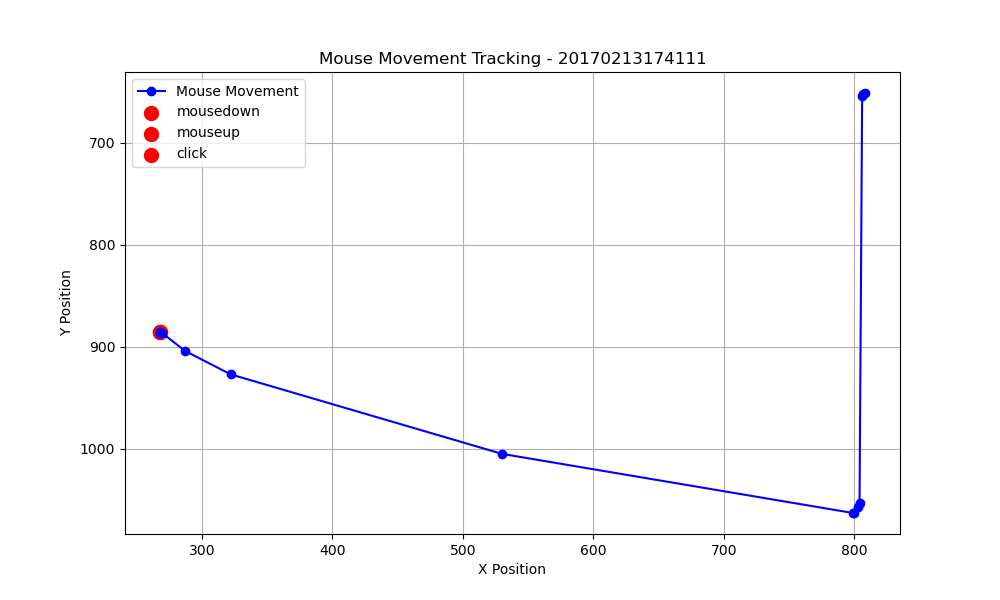 Mouse Movement Tracking - 20170213174111
Mouse Movement
mousedown
mouseup
click
700
800
900
1000
Y Position
300 400 500 600 700 800
X Position